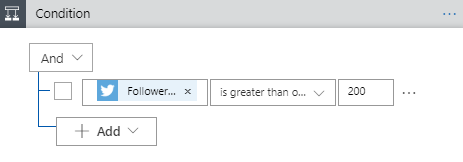 Condition
And
Follower... × is greater than o... 200
+ Add